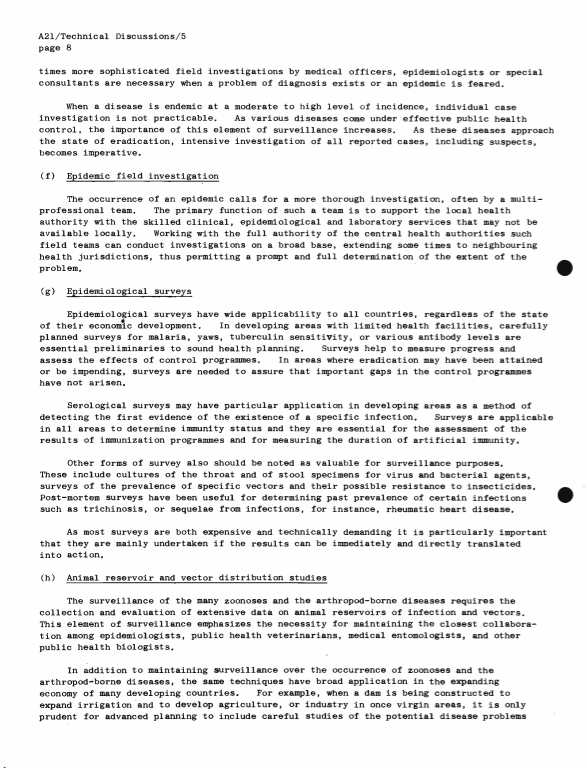 A21/Technical Discussions/5
page 8
times more sophisticated field investigations by medical officers, epidemiologists or special
consultants are necessary when a problem of diagnosis exists or an epidemic is feared.
When a disease is endemic at a moderate to high level of incidence, individual case
investigation is not practicable. As various diseases come under effective public health
control, the importance of this element of surveillance increases. As these diseases approach
the state of eradication, intensive investigation of all reported cases, including suspects,
becomes imperative.
(f) Epidemic field investigation
The occurrence of an epidemic calls for a more thorough investigation, often by a multi-
professional team. The primary function of such a team is to support the local health
authority with the skilled clinical, epidemiological and laboratory services that may not be
available locally. Working with the full authority of the central health authorities such
field teams can conduct investigations on a broad base, extending some times to neighbouring
health jurisdictions, thus permitting a prompt and full determination of the extent of the
problem.
(g) Epidemiological surveys
Epidemiological surveys have wide applicability to all countries, regardless of the state
of their economic development. In developing areas with limited health facilities, carefully
planned surveys for malaria, yaws, tuberculin sensitivity, or various antibody levels are
essential preliminaries to sound health planning. Surveys help to measure progress and
assess the effects of control programmes. In areas where eradication may have been attained
or be impending, surveys are needed to assure that important gaps in the control programmes
have not arisen.
Serological surveys may have particular application in developing areas as a method of
detecting the first evidence of the existence of a specific infection. Surveys are applicable
in all areas to determine immunity status and they are essential for the assessment of the
results of immunization programmes and for measuring the duration of artificial immunity.
Other forms of survey also should be noted as valuable for surveillance purposes.
These include cultures of the throat and of stool specimens for virus and bacterial agents,
surveys of the prevalence of specific vectors and their possible resistance to insecticides.
Post-mortem surveys have been useful for determining past prevalence of certain infections
such as trichinosis, or sequelae from infections, for instance, rheumatic heart disease.
As most surveys are both expensive and technically demanding it is particularly important
that they are mainly undertaken if the results can be immediately and directly translated
into action.
(h) Animal reservoir and vector distribution studies
The surveillance of the many zoonoses and the arthropod-borne diseases requires the
collection and evaluation of extensive data on animal reservoirs of infection and vectors.
This element of surveillance emphasizes the necessity for maintaining the closest collabora-
tion among epidemiologists, public health veterinarians, medical entomologists, and other
public health biologists.
In addition to maintaining surveillance over the occurrence of zoonoses and the
arthropod-borne diseases, the same techniques have broad application in the expanding
economy of many developing countries. For example, when a dam is being constructed to
expand irrigation and to develop agriculture, or industry in once virgin areas, it is only
prudent for advanced planning to include careful studies of the potential disease problems